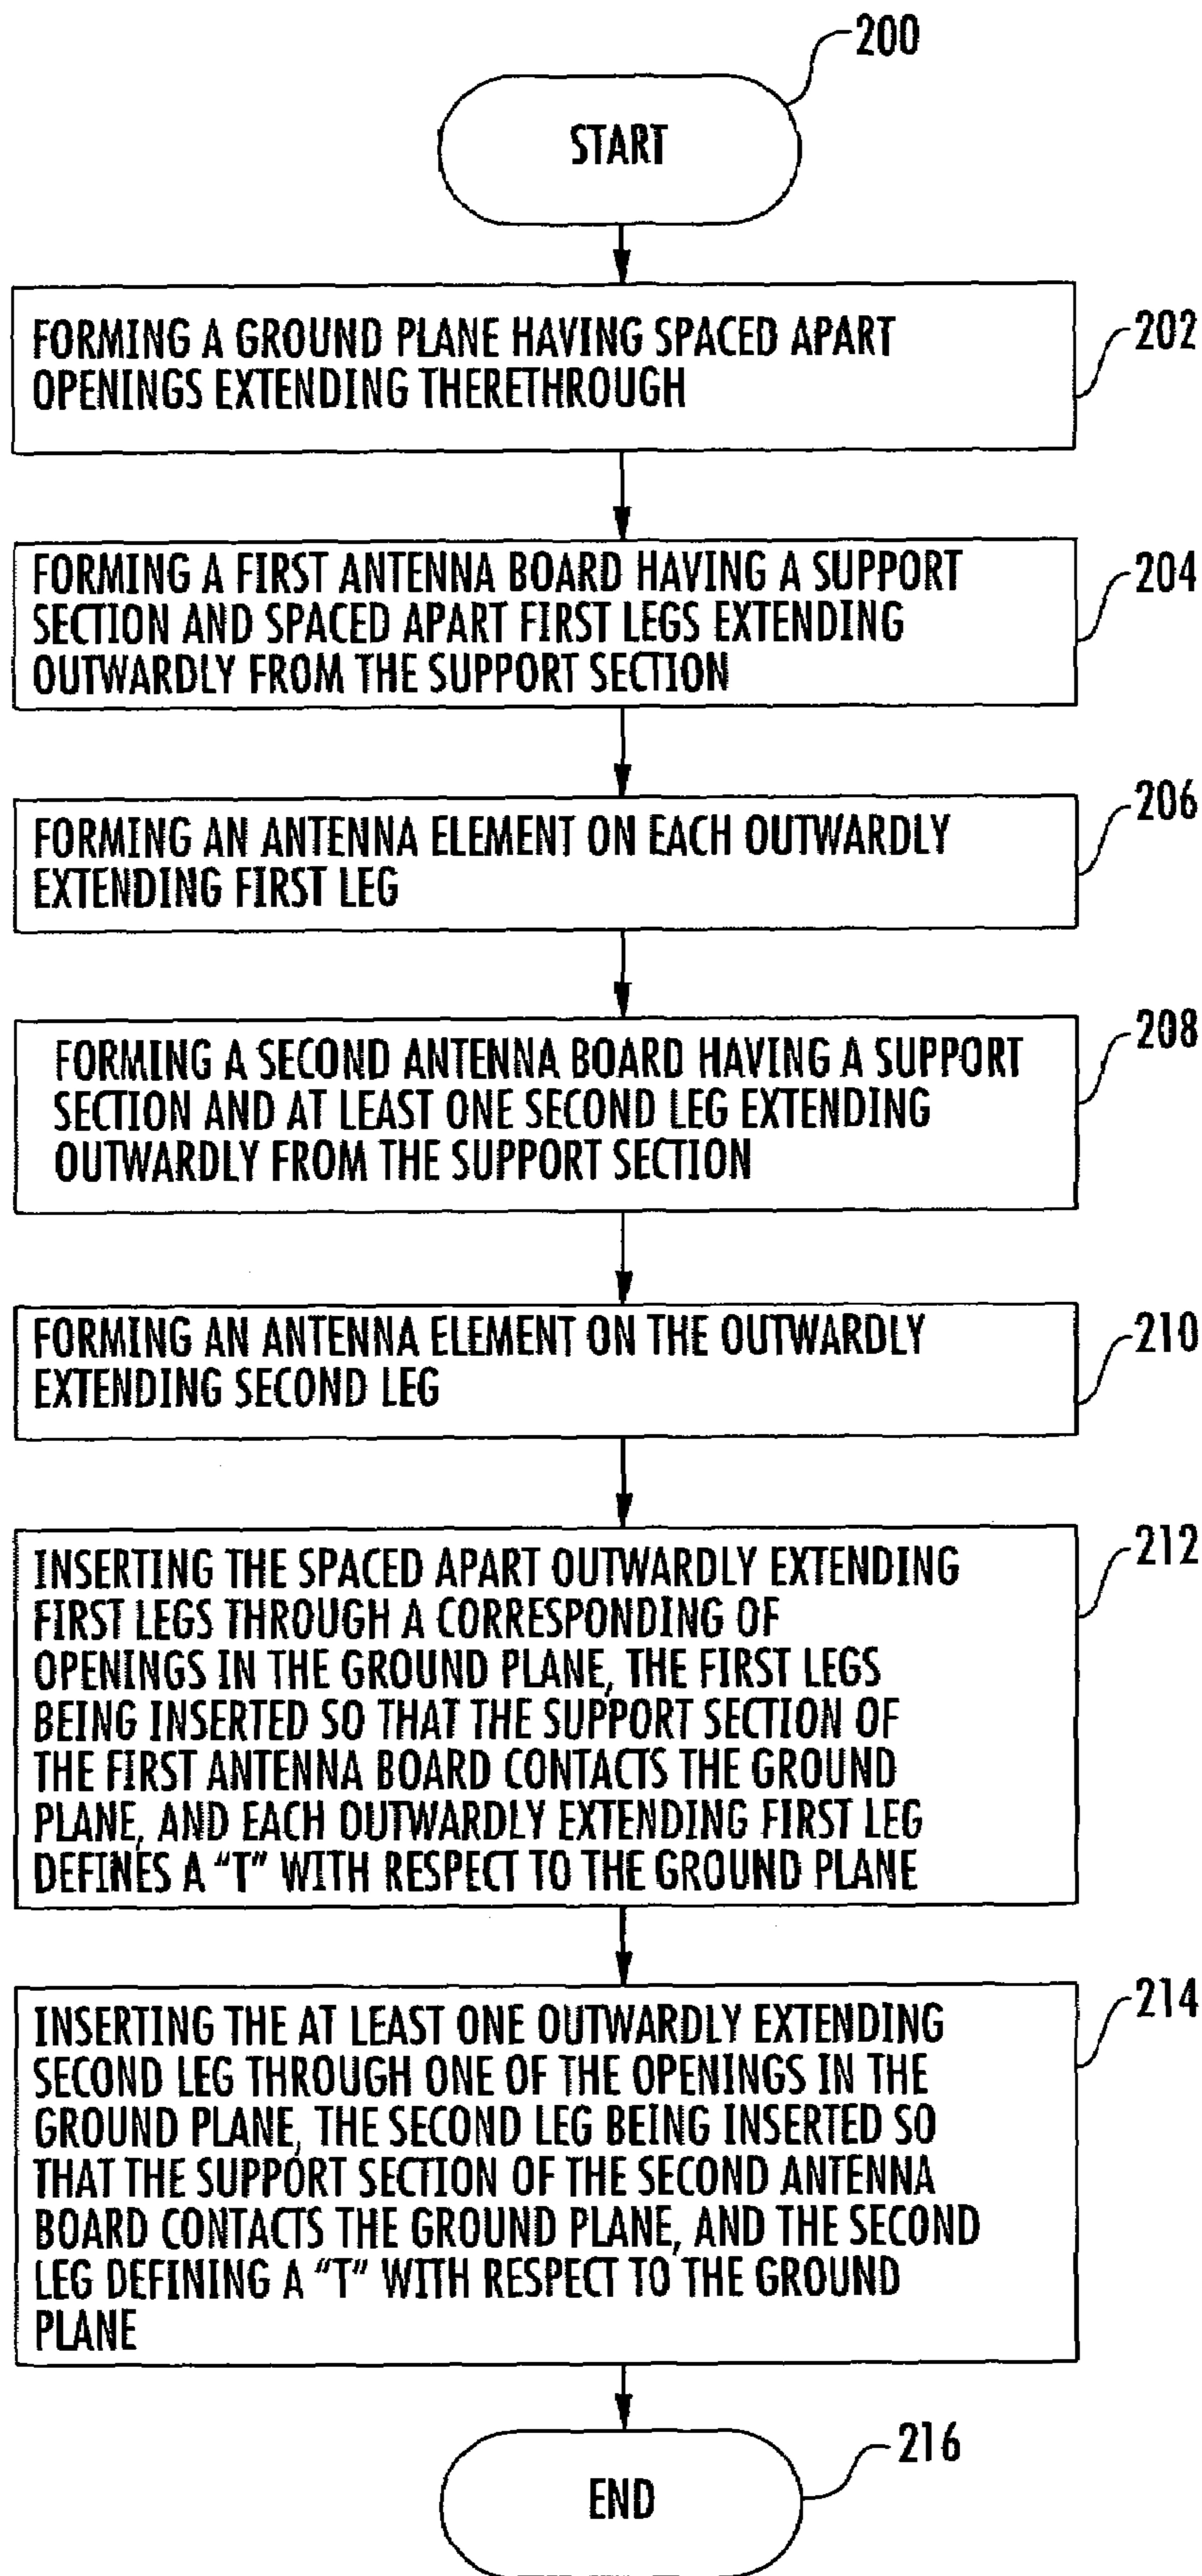 200
START
FORMING A GROUND PLANE HAVING SPACED APART
OPENINGS EXTENDING THERETHROUGH
202
FORMING A FIRST ANTENNA BOARD HAVING A SUPPORT
SECTION AND SPACED APART FIRST LEGS EXTENDING
OUTWARDLY FROM THE SUPPORT SECTION
204
FORMING AN ANTENNA ELEMENT ON EACH OUTWARDLY
EXTENDING FIRST LEG
206
FORMING A SECOND ANTENNA BOARD HAVING A SUPPORT
SECTION AND AT LEAST ONE SECOND LEG EXTENDING
OUTWARDLY FROM THE SUPPORT SECTION
208
FORMING AN ANTENNA ELEMENT ON THE OUTWARDLY
EXTENDING SECOND LEG
210
INSERTING THE SPACED APART OUTWARDLY EXTENDING
FIRST LEGS THROUGH A CORRESPONDING OF
OPENINGS IN THE GROUND PLANE, THE FIRST LEGS
BEING INSERTED SO THAT THE SUPPORT SECTION OF
THE FIRST ANTENNA BOARD CONTACTS THE GROUND
PLANE, AND EACH OUTWARDLY EXTENDING FIRST LEG
DEFINES A “T” WITH RESPECT TO THE GROUND PLANE
212
INSERTING THE AT LEAST ONE OUTWARDLY EXTENDING
SECOND LEG THROUGH ONE OF THE OPENINGS IN THE
GROUND PLANE, THE SECOND LEG BEING INSERTED SO
THAT THE SUPPORT SECTION OF THE SECOND ANTENNA
BOARD CONTACTS THE GROUND PLANE, AND THE SECOND
LEG DEFINING A “T” WITH RESPECT TO THE GROUND
PLANE
214
END
216